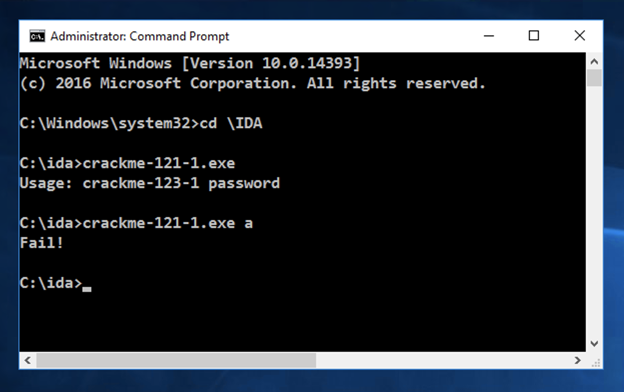 Administrator: Command Prompt
Microsoft Windows [Version 10.0.14393]
(c) 2016 Microsoft Corporation. All rights reserved.
C:\Windows\system32>cd \IDA
C:\ida>crackme-121-1.exe
Usage: crackme-123-1 password
C:\ida>crackme-121-1.exe a
Fail!
C:\ida>